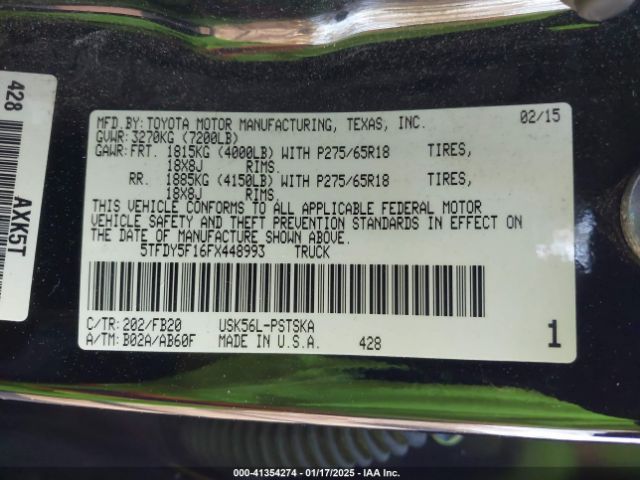 428
AXK5T
MFD.BY:TOYOTA MOTOR MANUFACTURING, TEXAS, INC. 02/15
GVWR:3270KG (7200LB)
GAWR:FRT. 1815KG (4000LB) WITH P275/65R18 TIRES,
18X8J RIMS.
RR. 1885KG (4150LB) WITH P275/65R18 TIRES,
18X8J RIMS.
THIS VEHICLE CONFORMS TO ALL APPLICABLE FEDERAL MOTOR
VEHICLE SAFETY AND THEFT PREVENTION STANDARDS IN EFFECT ON
THE DATE OF MANUFACTURE SHOWN ABOVE.
5TFDY5F16FX448993 TRUCK
C/TR:202/FB20 USK56L-PSTSKA
A/TM:B02A/AB60F MADE IN U.S.A. 428 1
000-41354274 - 01/17/2025 - IAA Inc.